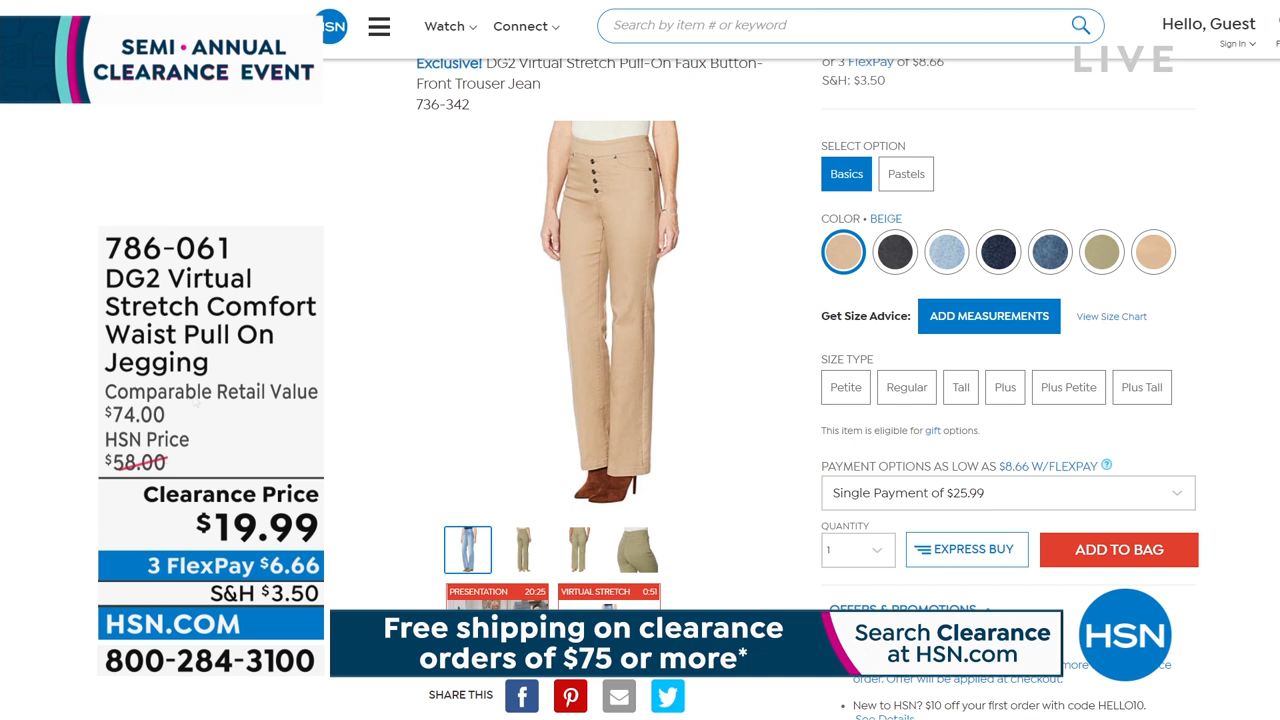 SEMI • ANNUAL
CLEARANCE EVENT
HSN
Watch
Connect
Search by item # or keyword
Hello, Guest
Sign In
LIVE
Exclusive! DG2 Virtual Stretch Pull-On Faux Button-
Front Trouser Jean
736-342
or 3 FlexPay of $8.66
S&H: $3.50
SELECT OPTION
Basics
Pastels
COLOR • BEIGE
Get Size Advice:
ADD MEASUREMENTS
View Size Chart
SIZE TYPE
Petite
Regular
Tall
Plus
Plus Petite
Plus Tall
This item is eligible for gift options.
PAYMENT OPTIONS AS LOW AS $8.66 W/FLEXPAY ?
Single Payment of $25.99
QUANTITY
1
EXPRESS BUY
ADD TO BAG
786-061
DG2 Virtual
Stretch Comfort
Waist Pull On
Jegging
Comparable Retail Value
$74.00
HSN Price
$58.00
Clearance Price
$19.99
3 FlexPay $6.66
S&H $3.50
HSN.COM
800-284-3100
PRESENTATION 20:25
VIRTUAL STRETCH 0:51
OFFERS & PROMOTIONS
Free shipping on clearance
orders of $75 or more*
Search Clearance
at HSN.com
HSN
order. Offer will be applied at checkout.
SHARE THIS
New to HSN? $10 off your first order with code HELLO10.
See Details